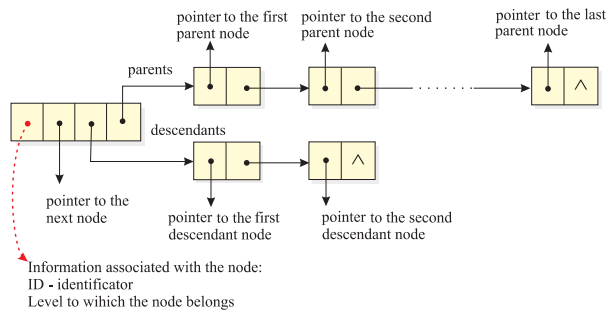 pointer to the first
parent node
pointer to the second
parent node
pointer to the last
parent node
parents
descendants
pointer to the
next node
pointer to the first
descendant node
pointer to the second
descendant node
Information associated with the node:
ID - identificator
Level to wihich the node belongs